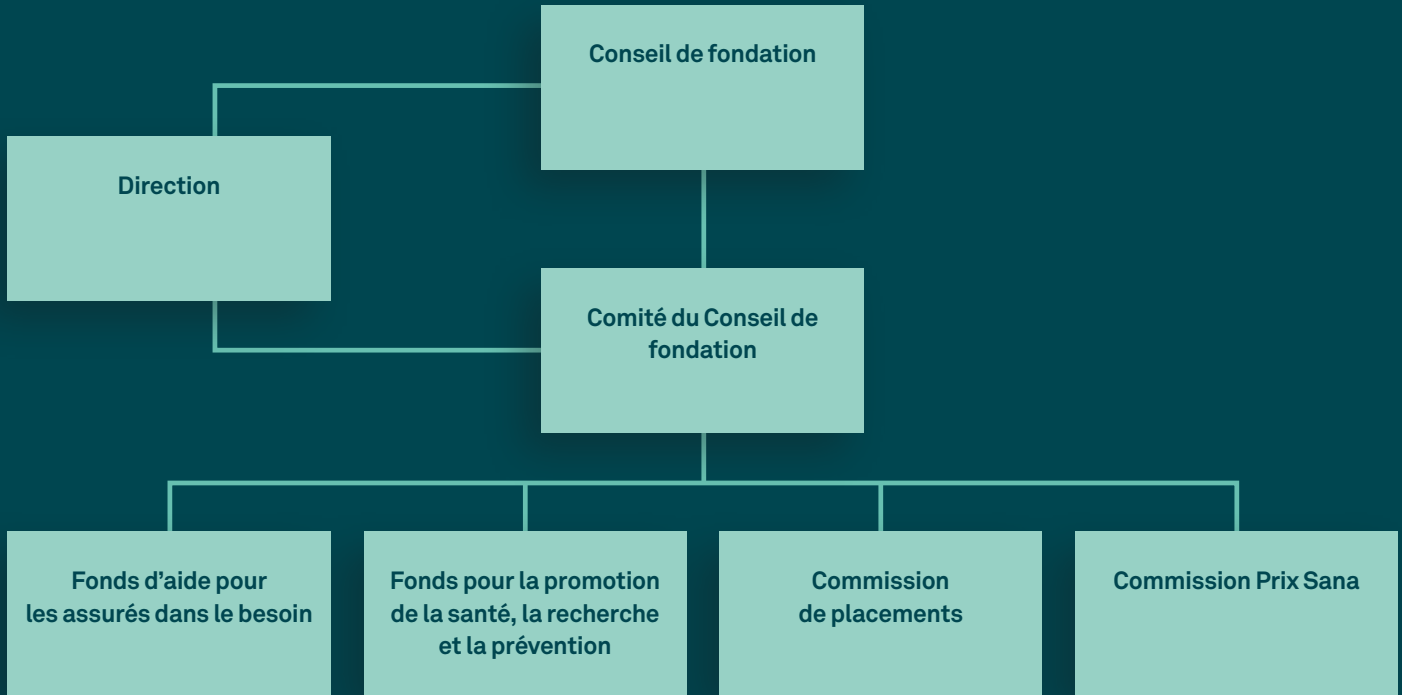 Conseil de fondation
Direction
Comité du Conseil de
fondation
Fonds d’aide pour
les assurés dans le besoin
Fonds pour la promotion
de la santé, la recherche
et la prévention
Commission
de placements
Commission Prix Sana